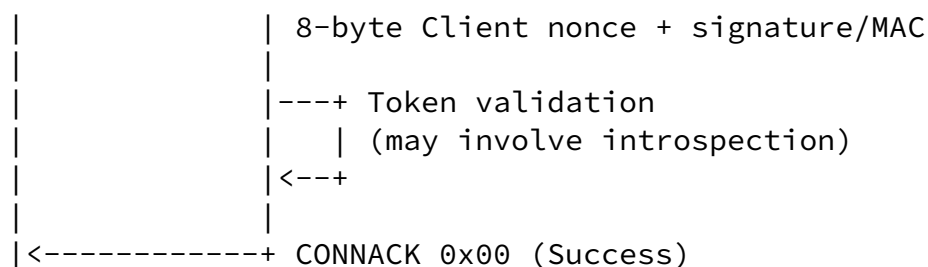 |            | 8-byte Client nonce + signature/MAC
|            |
|            |---+ Token validation
|            |   | (may involve introspection)
|            |<--+
|            |
|<-----------+ CONNACK 0x00 (Success)